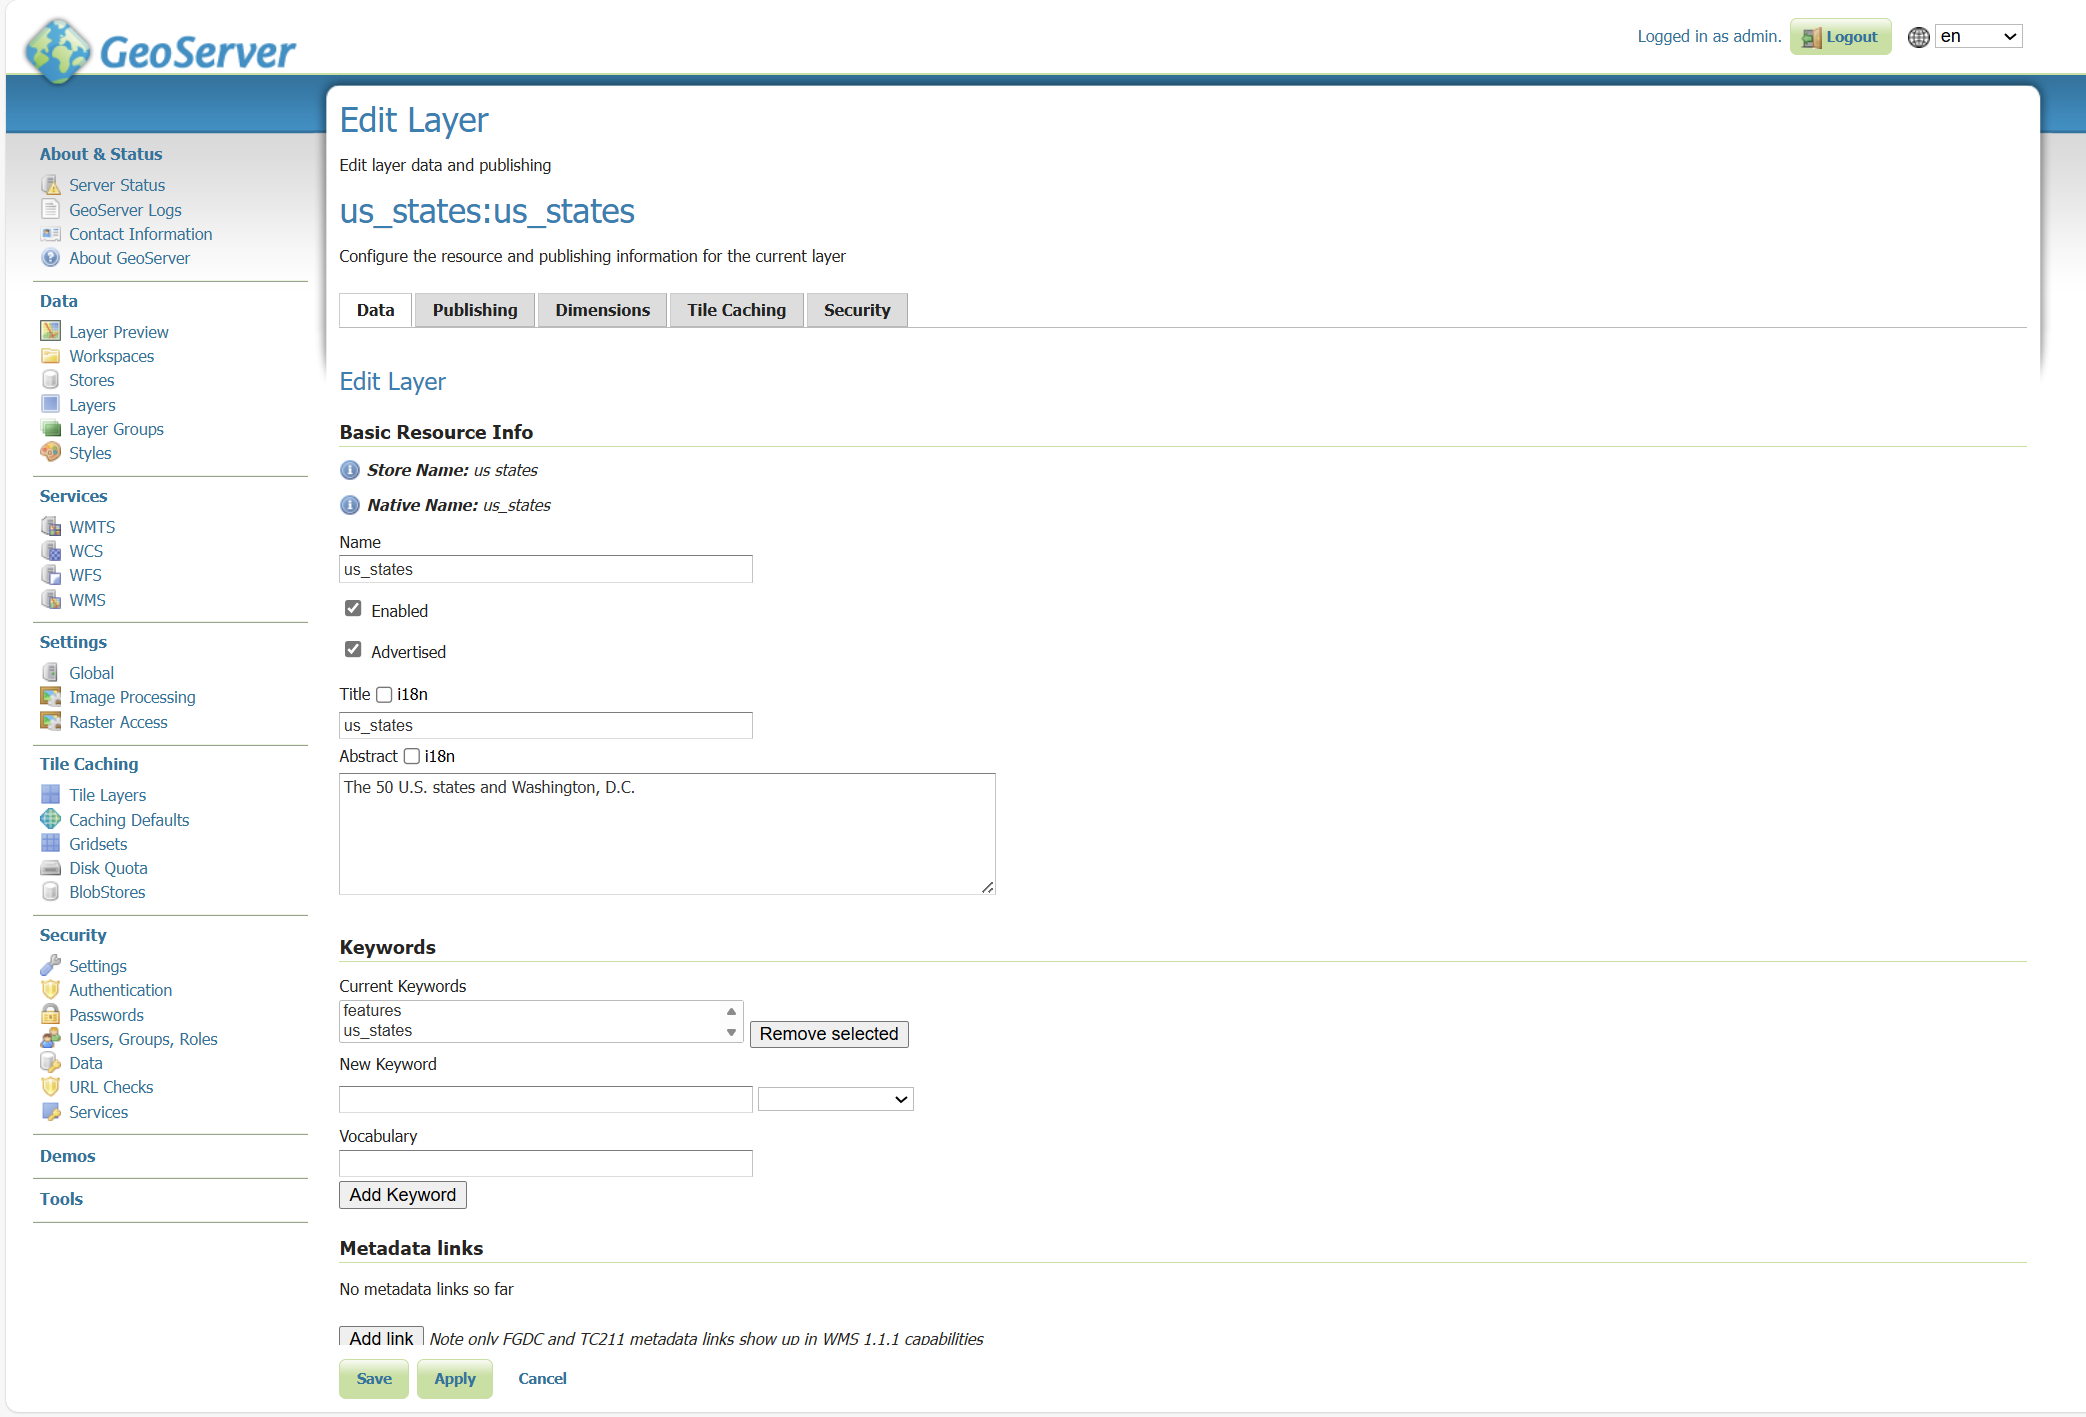 GeoServer
Logged in as admin. Logout en
About & Status
Server Status
GeoServer Logs
Contact Information
About GeoServer
Data
Layer Preview
Workspaces
Stores
Layers
Layer Groups
Styles
Services
WMTS
WCS
WFS
WMS
Settings
Global
Image Processing
Raster Access
Tile Caching
Tile Layers
Caching Defaults
Gridsets
Disk Quota
BlobStores
Security
Settings
Authentication
Passwords
Users, Groups, Roles
Data
URL Checks
Services
Demos
Tools
Edit Layer
Edit layer data and publishing
us_states:us_states
Configure the resource and publishing information for the current layer
Data Publishing Dimensions Tile Caching Security
Edit Layer
Basic Resource Info
Store Name: us states
Native Name: us_states
Name
us_states
Enabled
Advertised
Title i18n
us_states
Abstract i18n
The 50 U.S. states and Washington, D.C.
Keywords
Current Keywords
features
us_states
Remove selected
New Keyword
Vocabulary
Add Keyword
Metadata links
No metadata links so far
Add link Note only FGDC and TC211 metadata links show up in WMS 1.1.1 capabilities
Save Apply Cancel